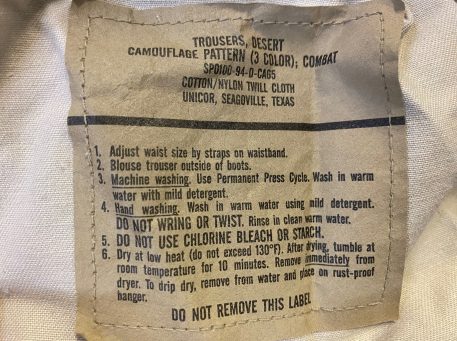 TROUSERS, DESERT
CAMOUFLAGE PATTERN (3 COLOR), COMBAT
SPO100-94-D-CA65
COTTON/NYLON TWILL CLOTH
UNICOR, SEAGOVILLE, TEXAS
1. Adjust waist size by straps on waistband.
2. Blouse trouser outside of boots.
3. Machine washing. Use Permanent Press Cycle. Wash in warm
water with mild detergent.
4. Hand washing. Wash in warm water using mild detergent.
DO NOT WRING OR TWIST. Rinse in clean warm water.
5. DO NOT USE CHLORINE BLEACH OR STARCH.
6. Dry at low heat (do not exceed 130°F). After drying, tumble at
room temperature for 10 minutes. Remove immediately from
dryer. To drip dry, remove from water and place on rust-proof
hanger.
DO NOT REMOVE THIS LABEL